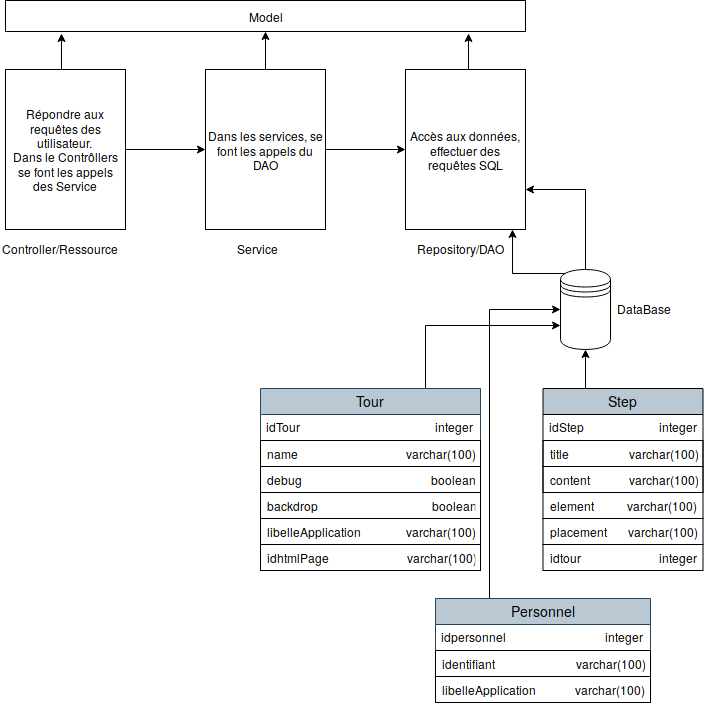 Model
Répondre aux
requêtes des
utilisateur.
Dans le Contrôllers
se font les appels
des Service
Dans les services, se
font les appels du
DAO
Accès aux données,
effectuer des
requêtes SQL
Controller/Ressource
Service
Repository/DAO
DataBase
Tour
idTour integer
name varchar(100)
debug boolean
backdrop boolean
libelleApplication varchar(100)
idhtmlPage varchar(100)
Step
idStep integer
title varchar(100)
content varchar(100)
element varchar(100)
placement varchar(100)
idtour integer
Personnel
idpersonnel integer
identifiant varchar(100)
libelleApplication varchar(100)